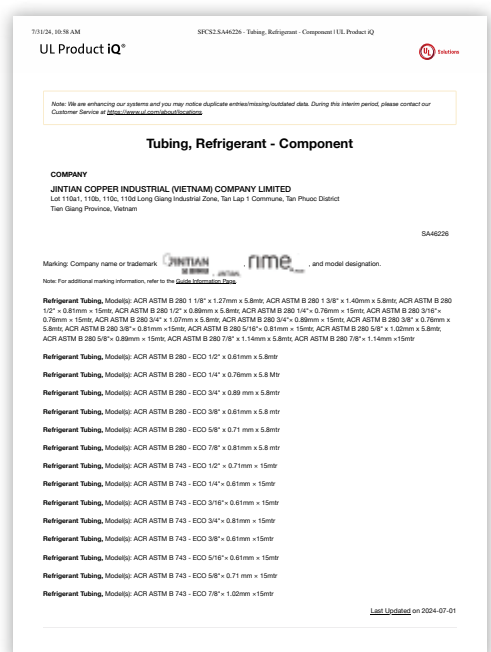 7/31/24, 10:58 AM SFCS2.SA46226 - Tubing, Refrigerant - Component | UL Product iQ
UL Product iQ®
UL Solutions
Note: We are enhancing our systems and you may notice duplicate entries/missing/outdated data. During this interim period, please contact our
Customer Service at https://www.ul.com/about/locations.
Tubing, Refrigerant - Component
COMPANY
JINTIAN COPPER INDUSTRIAL (VIETNAM) COMPANY LIMITED
Lot 110a1, 110b, 110c, 110d Long Giang Industrial Zone, Tan Lap 1 Commune, Tan Phuoc District
Tien Giang Province, Vietnam
SA46226
Marking: Company name or trademark JINTIAN , JINTIAN, , and model designation.
Note: For additional marking information, refer to the Guide Information Page.
Refrigerant Tubing, Model(s): ACR ASTM B 280 1 1/8" x 1.27mm x 5.8mtr, ACR ASTM B 280 1 3/8" x 1.40mm x 5.8mtr, ACR ASTM B 280
1/2" × 0.81mm × 15mtr, ACR ASTM B 280 1/2" × 0.89mm x 5.8mtr, ACR ASTM B 280 1/4"× 0.76mm × 15mtr, ACR ASTM B 280 3/16"×
0.76mm × 15mtr, ACR ASTM B 280 3/4" x 1.07mm x 5.8mtr, ACR ASTM B 280 3/4"× 0.89mm × 15mtr, ACR ASTM B 280 3/8" x 0.76mm x
5.8mtr, ACR ASTM B 280 3/8"× 0.81mm ×15mtr, ACR ASTM B 280 5/16"× 0.81mm × 15mtr, ACR ASTM B 280 5/8" x 1.02mm x 5.8mtr,
ACR ASTM B 280 5/8"× 0.89mm × 15mtr, ACR ASTM B 280 7/8" x 1.14mm x 5.8mtr, ACR ASTM B 280 7/8"× 1.14mm ×15mtr
Refrigerant Tubing, Model(s): ACR ASTM B 280 - ECO 1/2" x 0.61mm x 5.8mtr
Refrigerant Tubing, Model(s): ACR ASTM B 280 - ECO 1/4" x 0.76mm x 5.8 Mtr
Refrigerant Tubing, Model(s): ACR ASTM B 280 - ECO 3/4" x 0.89 mm x 5.8mtr
Refrigerant Tubing, Model(s): ACR ASTM B 280 - ECO 3/8" x 0.61mm x 5.8 mtr
Refrigerant Tubing, Model(s): ACR ASTM B 280 - ECO 5/8" x 0.71 mm x 5.8mtr
Refrigerant Tubing, Model(s): ACR ASTM B 280 - ECO 7/8" x 0.81mm x 5.8 mtr
Refrigerant Tubing, Model(s): ACR ASTM B 743 - ECO 1/2" × 0.71mm × 15mtr
Refrigerant Tubing, Model(s): ACR ASTM B 743 - ECO 1/4"× 0.61mm × 15mtr
Refrigerant Tubing, Model(s): ACR ASTM B 743 - ECO 3/16"× 0.61mm × 15mtr
Refrigerant Tubing, Model(s): ACR ASTM B 743 - ECO 3/4"× 0.81mm × 15mtr
Refrigerant Tubing, Model(s): ACR ASTM B 743 - ECO 3/8"× 0.61mm ×15mtr
Refrigerant Tubing, Model(s): ACR ASTM B 743 - ECO 5/16"× 0.61mm × 15mtr
Refrigerant Tubing, Model(s): ACR ASTM B 743 - ECO 5/8"× 0.71 mm × 15mtr
Refrigerant Tubing, Model(s): ACR ASTM B 743 - ECO 7/8"× 1.02mm ×15mtr
Last Updated on 2024-07-01